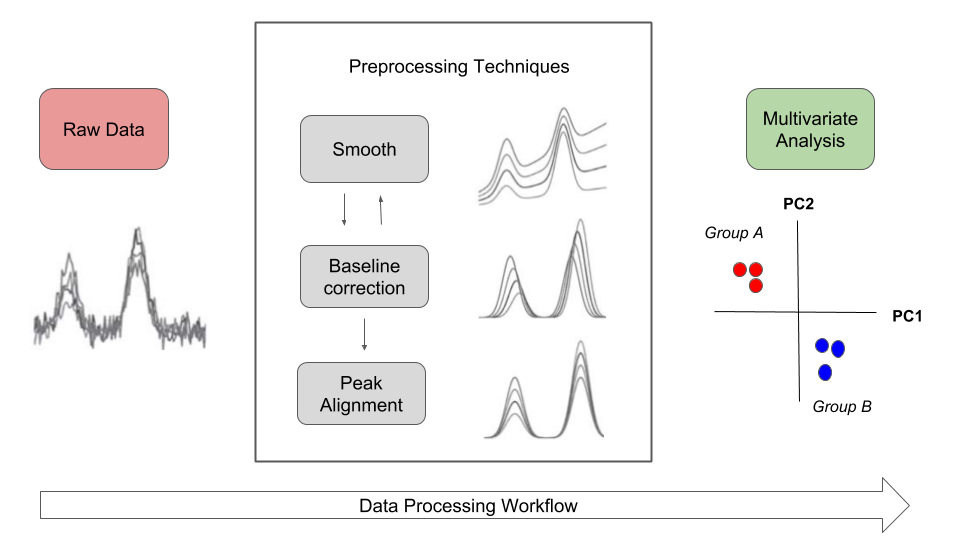 Raw Data
Preprocessing Techniques
Smooth
Baseline
correction
Peak
Alignment
Multivariate
Analysis
PC2
Group A
PC1
Group B
Data Processing Workflow